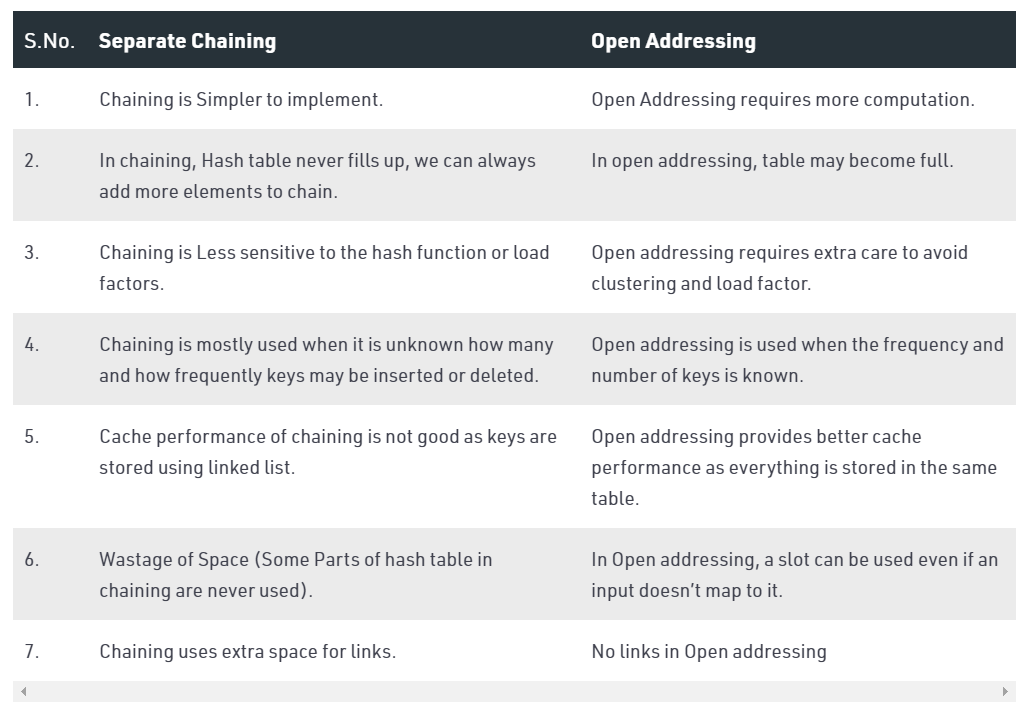 S.No. Separate Chaining Open Addressing
1. Chaining is Simpler to implement. Open Addressing requires more computation.
2. In chaining, Hash table never fills up, we can always In open addressing, table may become full.
add more elements to chain.
3. Chaining is Less sensitive to the hash function or load Open addressing requires extra care to avoid
factors. clustering and load factor.
4. Chaining is mostly used when it is unknown how many Open addressing is used when the frequency and
and how frequently keys may be inserted or deleted. number of keys is known.
5. Cache performance of chaining is not good as keys are Open addressing provides better cache
stored using linked list. performance as everything is stored in the same
table.
6. Wastage of Space (Some Parts of hash table in In Open addressing, a slot can be used even if an
chaining are never used). input doesn’t map to it.
7. Chaining uses extra space for links. No links in Open addressing